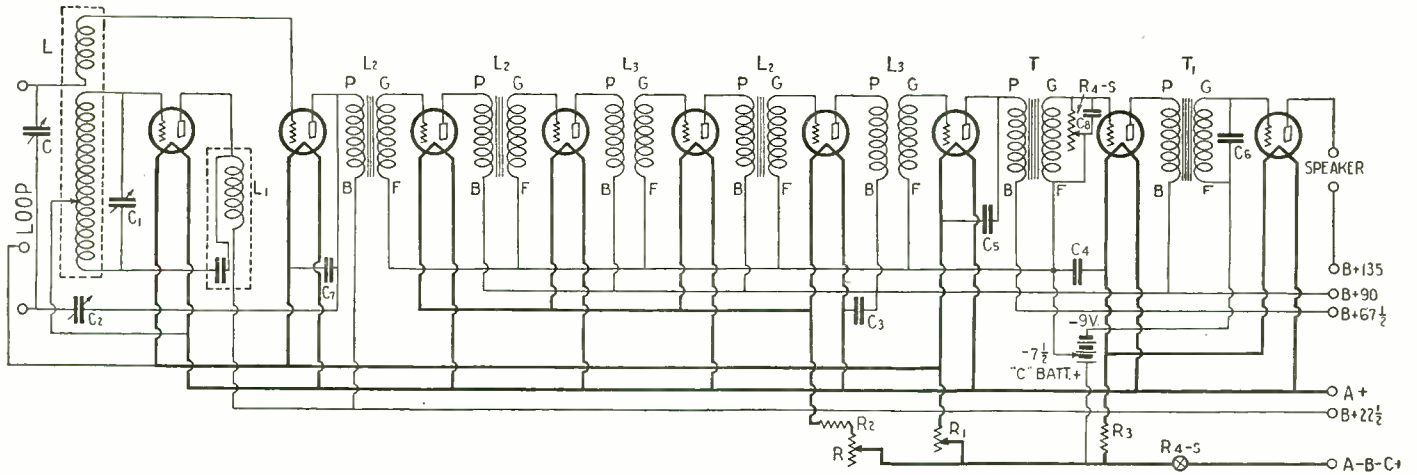 L
C
LOOP
C1
C2
L1
C7
L2
P G
B F
L2
P G
B F
L3
P G
B F
L2
P G
B F
C3
L3
P G
B F
C5
T
P G
B F
R4-S
C8
C4
T1
P G
B F
C6
SPEAKER
B+135
B+90
B+67½
-9V.
-7½
"C" BATT.+
A+
B+22½
R2
R
R1
R3
R4-S
A-B-C+